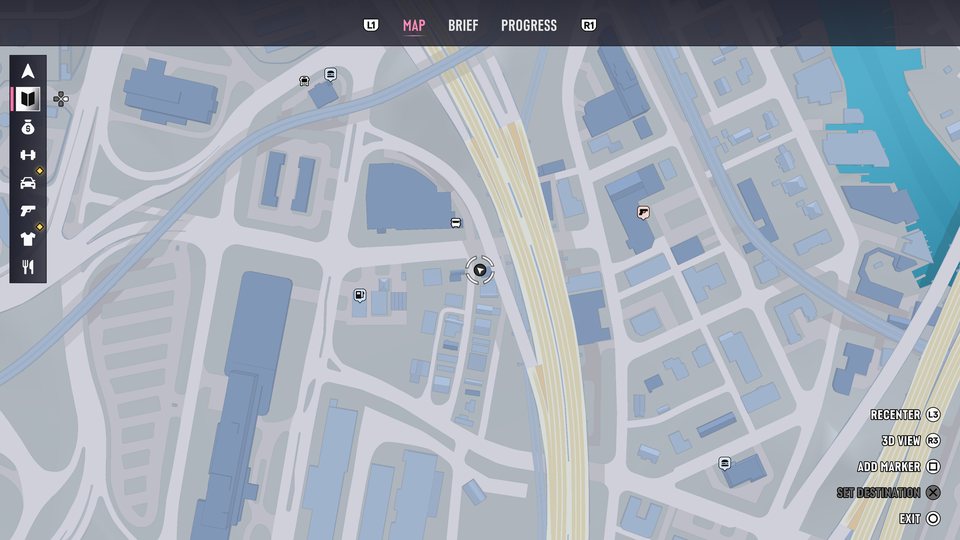 L1 MAP BRIEF PROGRESS R1
$
RECENTER L3
3D VIEW R3
ADD MARKER
SET DESTINATION
EXIT